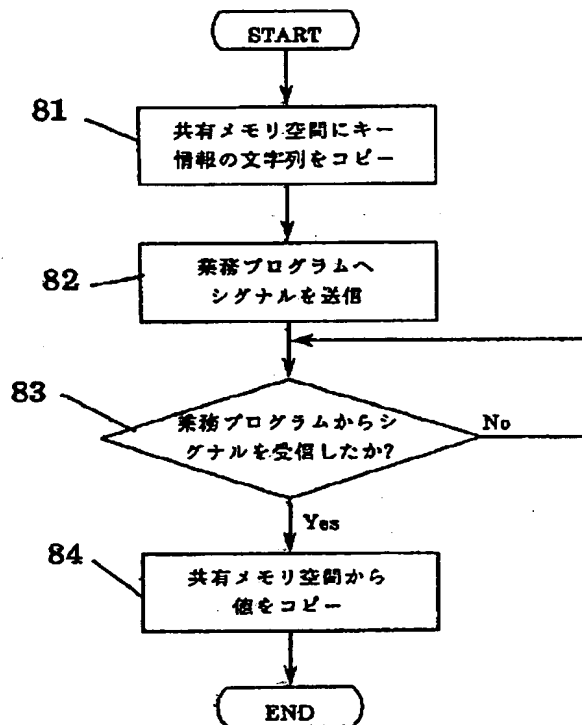 START
81
共有メモリ空間にキー
情報の文字列をコピー
82
業務プログラムへ
シグナルを送信
83
業務プログラムからシ
グナルを受信したか?
No
Yes
84
共有メモリ空間から
値をコピー
END